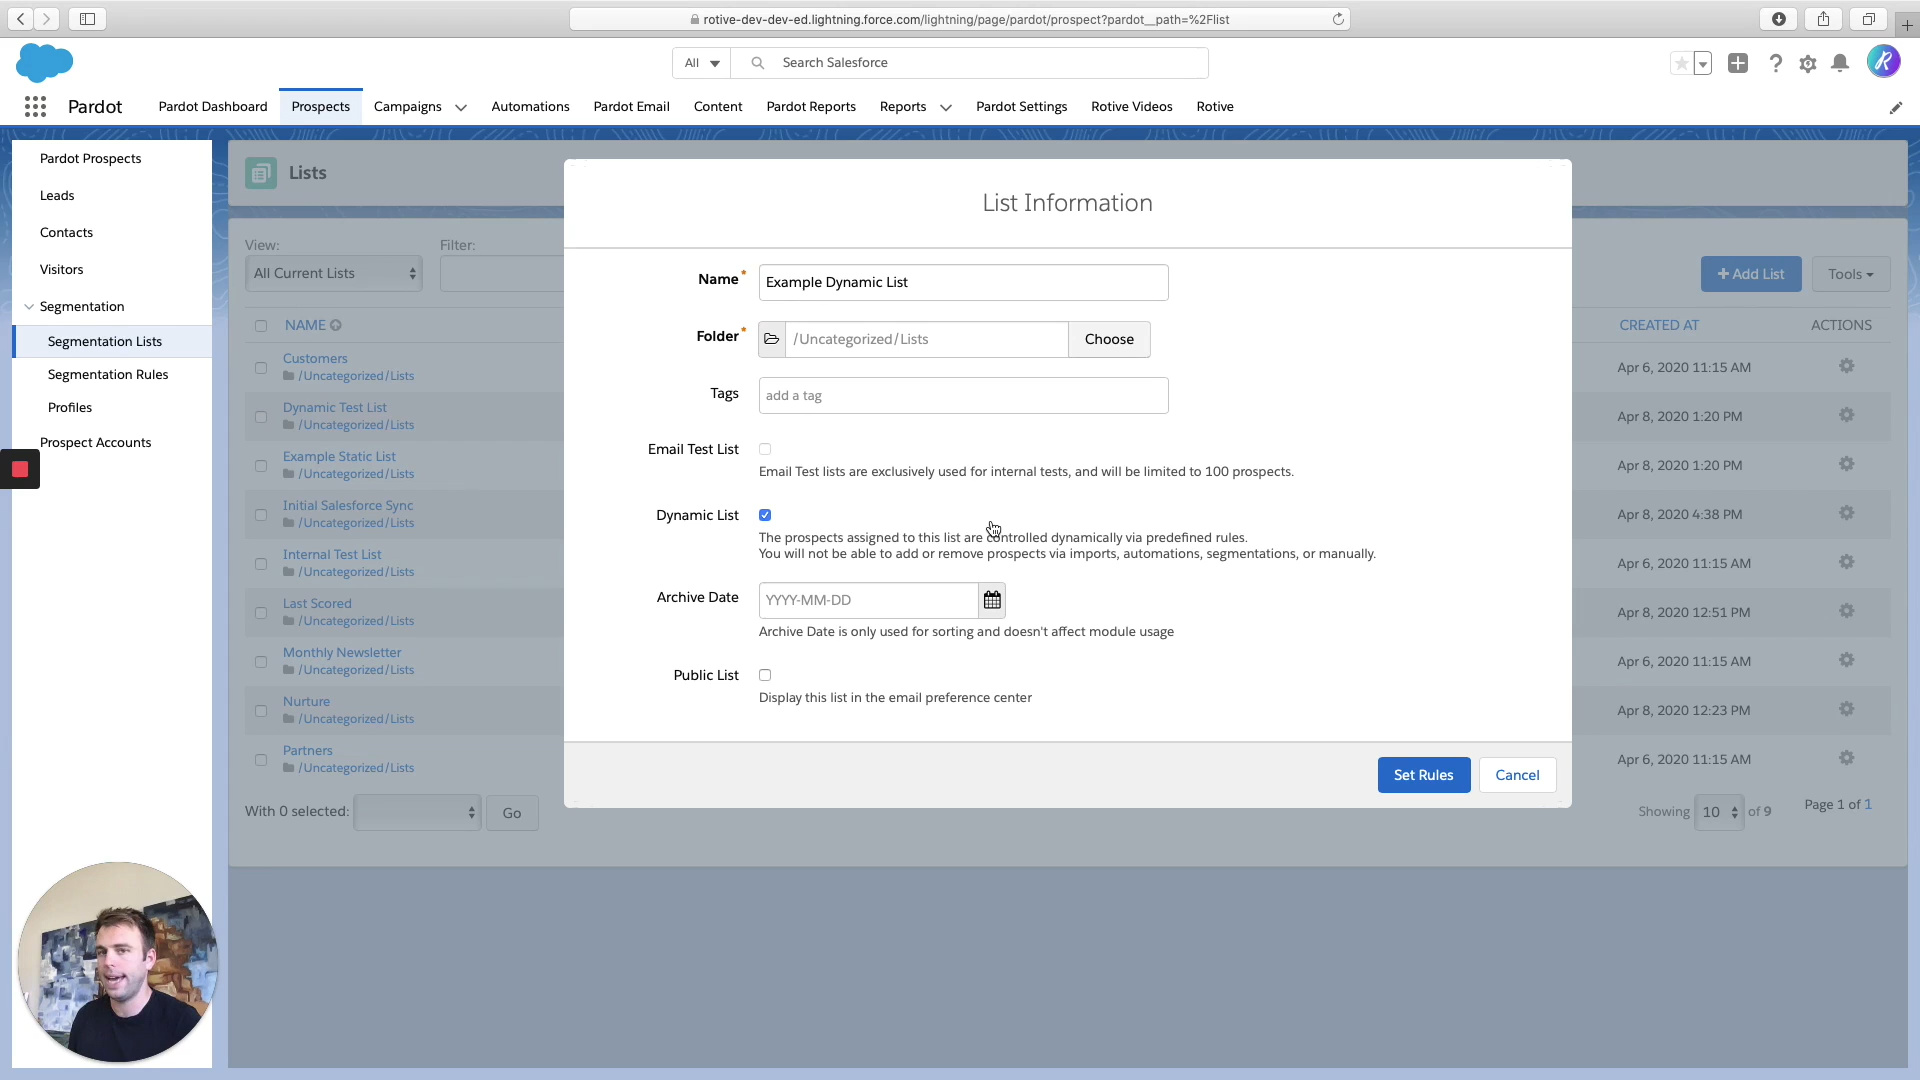 rotive-dev-dev-ed.lightning.force.com/lightning/page/pardot/prospect?pardot__path=%2Flist
All
Search Salesforce
Pardot
Pardot Dashboard
Prospects
Campaigns
Automations
Pardot Email
Content
Pardot Reports
Reports
Pardot Settings
Rotive Videos
Rotive
Pardot Prospects
Leads
Contacts
Visitors
Segmentation
Segmentation Lists
Segmentation Rules
Profiles
Prospect Accounts
Lists
View:
All Current Lists
Filter:
+ Add List
Tools
NAME
CREATED AT
ACTIONS
Customers
/Uncategorized/Lists
Apr 6, 2020 11:15 AM
Dynamic Test List
/Uncategorized/Lists
Apr 8, 2020 1:20 PM
Example Static List
/Uncategorized/Lists
Apr 8, 2020 1:20 PM
Initial Salesforce Sync
/Uncategorized/Lists
Apr 8, 2020 4:38 PM
Internal Test List
/Uncategorized/Lists
Apr 6, 2020 11:15 AM
Last Scored
/Uncategorized/Lists
Apr 8, 2020 12:51 PM
Monthly Newsletter
/Uncategorized/Lists
Apr 6, 2020 11:15 AM
Nurture
/Uncategorized/Lists
Apr 8, 2020 12:23 PM
Partners
/Uncategorized/Lists
Apr 6, 2020 11:15 AM
With 0 selected:
Go
Showing 10 of 9
Page 1 of 1
List Information
Name*
Example Dynamic List
Folder*
/Uncategorized/Lists
Choose
Tags
add a tag
Email Test List
Email Test lists are exclusively used for internal tests, and will be limited to 100 prospects.
Dynamic List
The prospects assigned to this list are controlled dynamically via predefined rules.
You will not be able to add or remove prospects via imports, automations, segmentations, or manually.
Archive Date
YYYY-MM-DD
Archive Date is only used for sorting and doesn't affect module usage
Public List
Display this list in the email preference center
Set Rules
Cancel